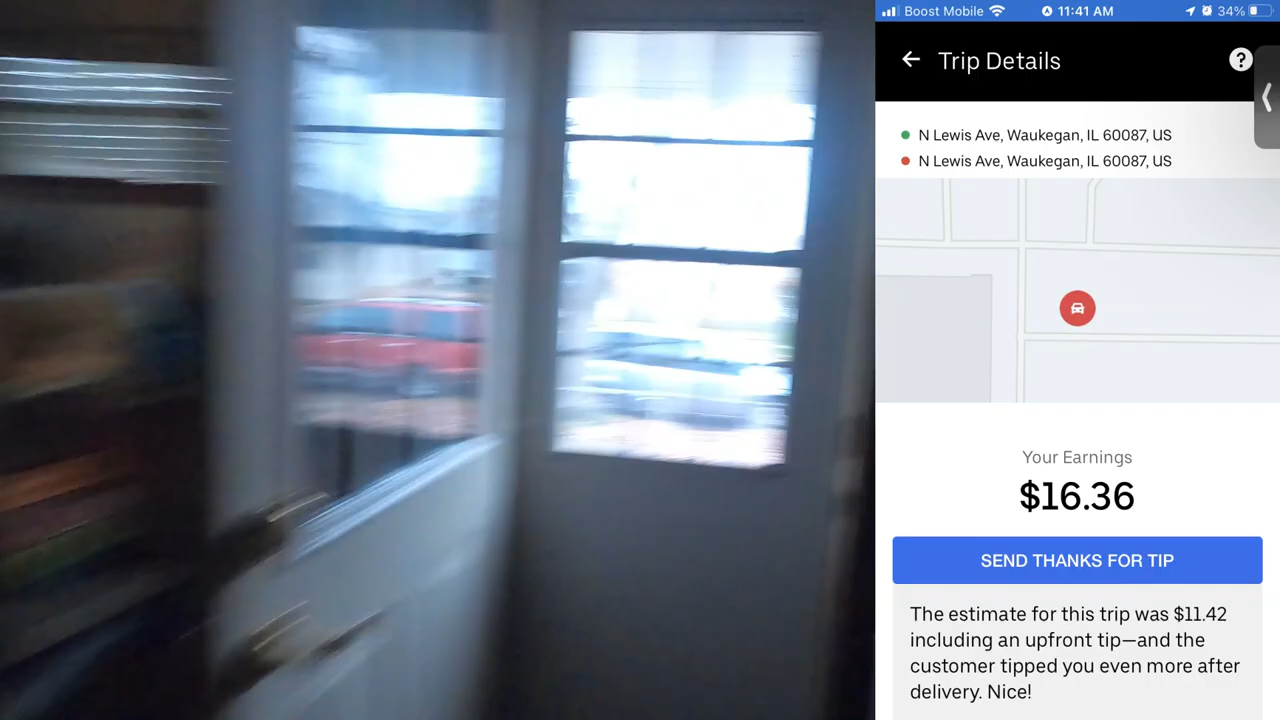 Boost Mobile 11:41 AM 34%
Trip Details ?
N Lewis Ave, Waukegan, IL 60087, US
N Lewis Ave, Waukegan, IL 60087, US
Your Earnings
$16.36
SEND THANKS FOR TIP
The estimate for this trip was $11.42
including an upfront tip—and the
customer tipped you even more after
delivery. Nice!